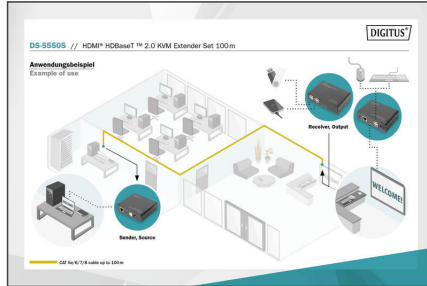 DIGITUS®
DS-55505 // HDMI® HDBaseT ™ 2.0 KVM Extender Set 100 m
Anwendungsbeispiel
Example of use
Receiver, Output
WELCOME!
Sender, Source
CAT 5e/6/7/8 cable up to 100 m